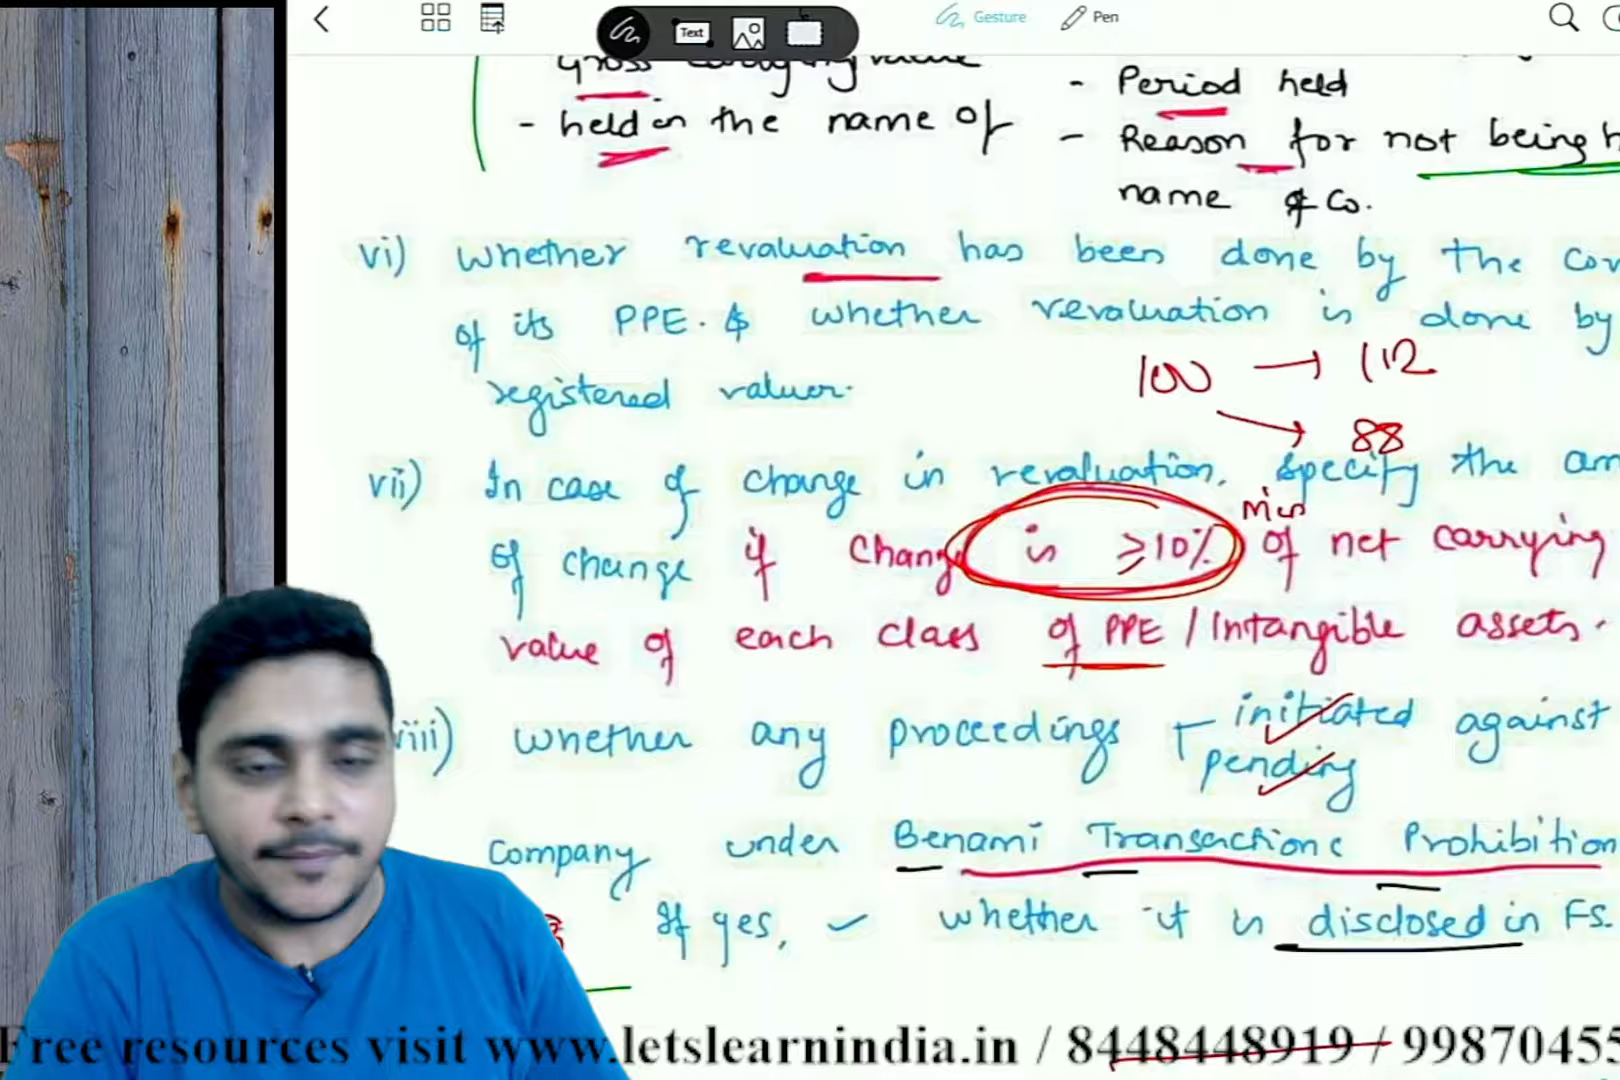 Text
Gesture
Pen
Gross carrying value
- Period held
- held in the name of
- Reason for not being
name of Co.
vi) whether revaluation has been done by the
of its PPE. & whether revaluation is done by
100 → 112
88
registered valuer.
vii) In case of change in revaluation, specify the
min
of change if change is ≥10% of net carrying
value of each class of PPE / Intangible assets.
viii) whether any proceedings initiated against
pending
company under Benami Transactions Prohibition
If yes, whether it is disclosed in FS.
Free resources visit www.letslearnindia.in / 8448448919 / 99870455